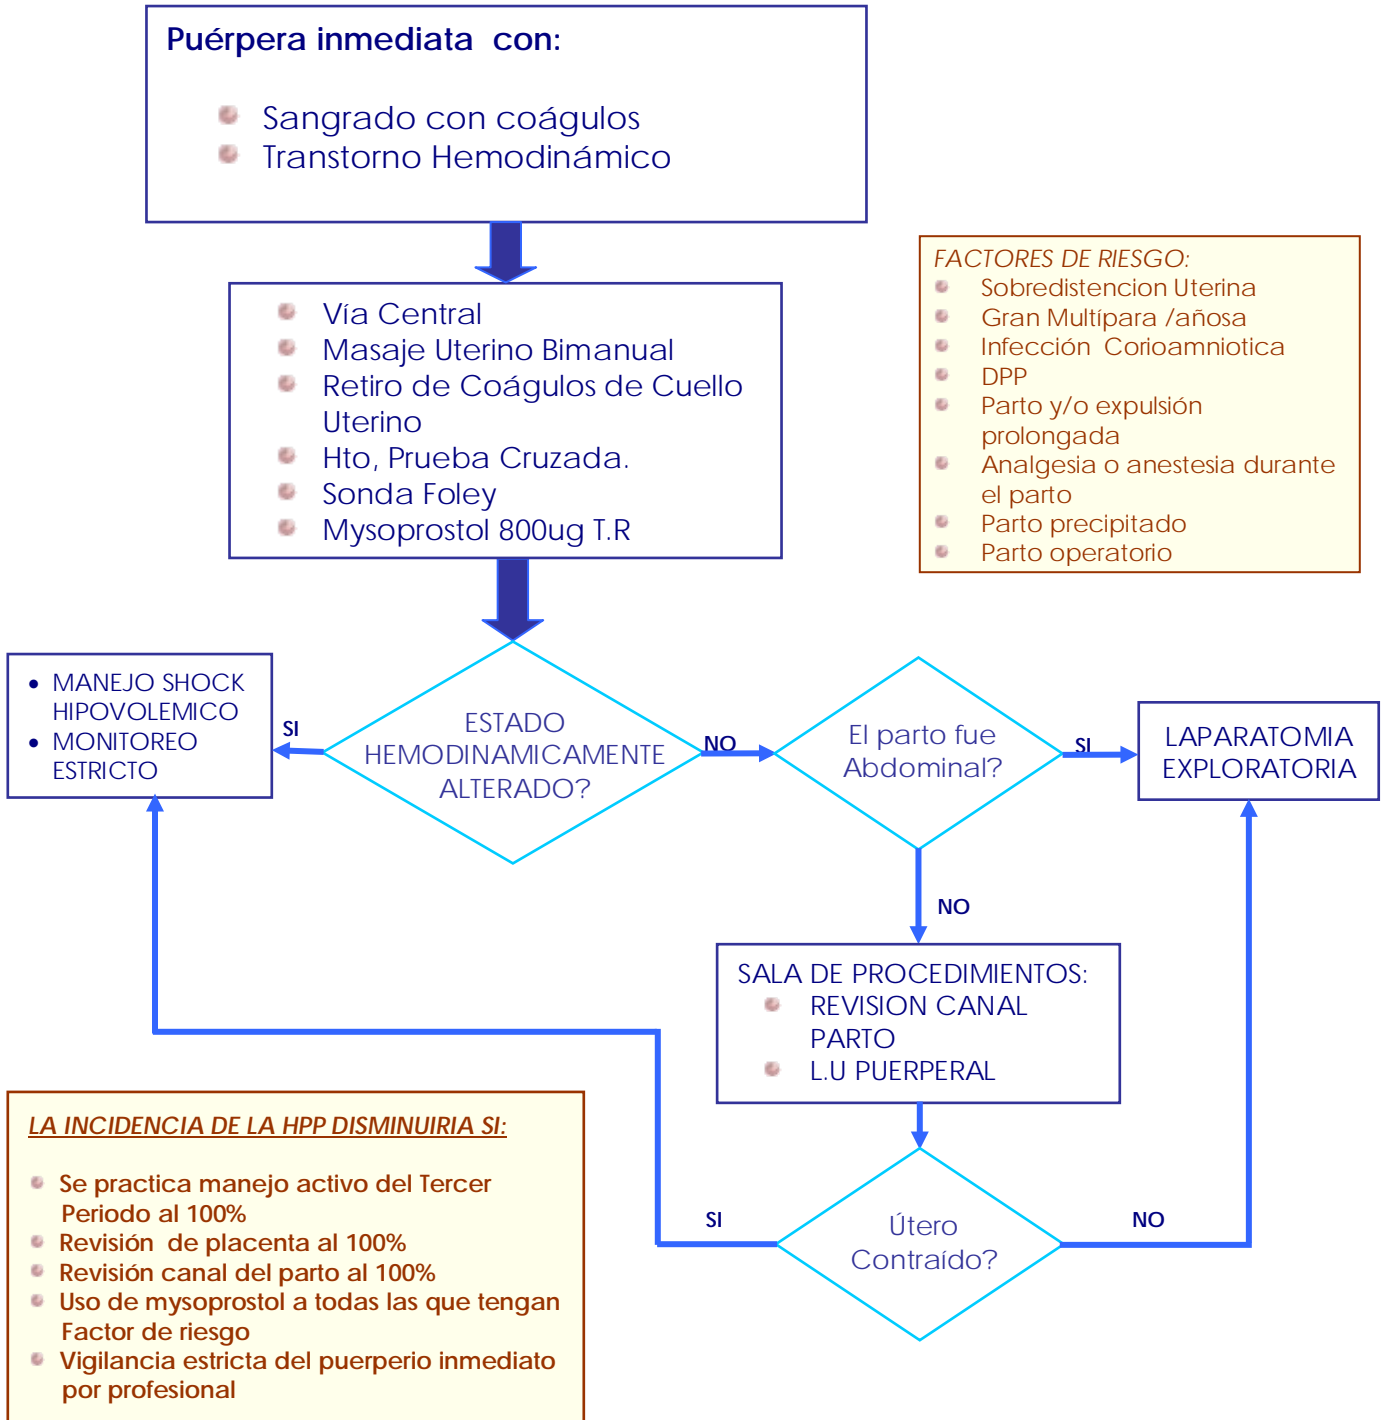 Puérpera inmediata con:
Sangrado con coágulos
Transtorno Hemodinámico
FACTORES DE RIESGO:
Sobredistencion Uterina
Gran Multípara /añosa
Infección Corioamniotica
DPP
Parto y/o expulsión
prolongada
Analgesia o anestesia durante
el parto
Parto precipitado
Parto operatorio
Vía Central
Masaje Uterino Bimanual
Retiro de Coágulos de Cuello
Uterino
Hto, Prueba Cruzada.
Sonda Foley
Mysoprostol 800ug T.R
• MANEJO SHOCK
HIPOVOLEMICO
• MONITOREO
ESTRICTO
SI
ESTADO
HEMODINAMICAMENTE
ALTERADO?
NO
El parto fue
Abdominal?
SI
LAPARATOMIA
EXPLORATORIA
NO
SALA DE PROCEDIMIENTOS:
REVISION CANAL
PARTO
L.U PUERPERAL
SI
Útero
Contraído?
NO
LA INCIDENCIA DE LA HPP DISMINUIRIA SI:
Se practica manejo activo del Tercer
Periodo al 100%
Revisión de placenta al 100%
Revisión canal del parto al 100%
Uso de mysoprostol a todas las que tengan
Factor de riesgo
Vigilancia estricta del puerperio inmediato
por profesional